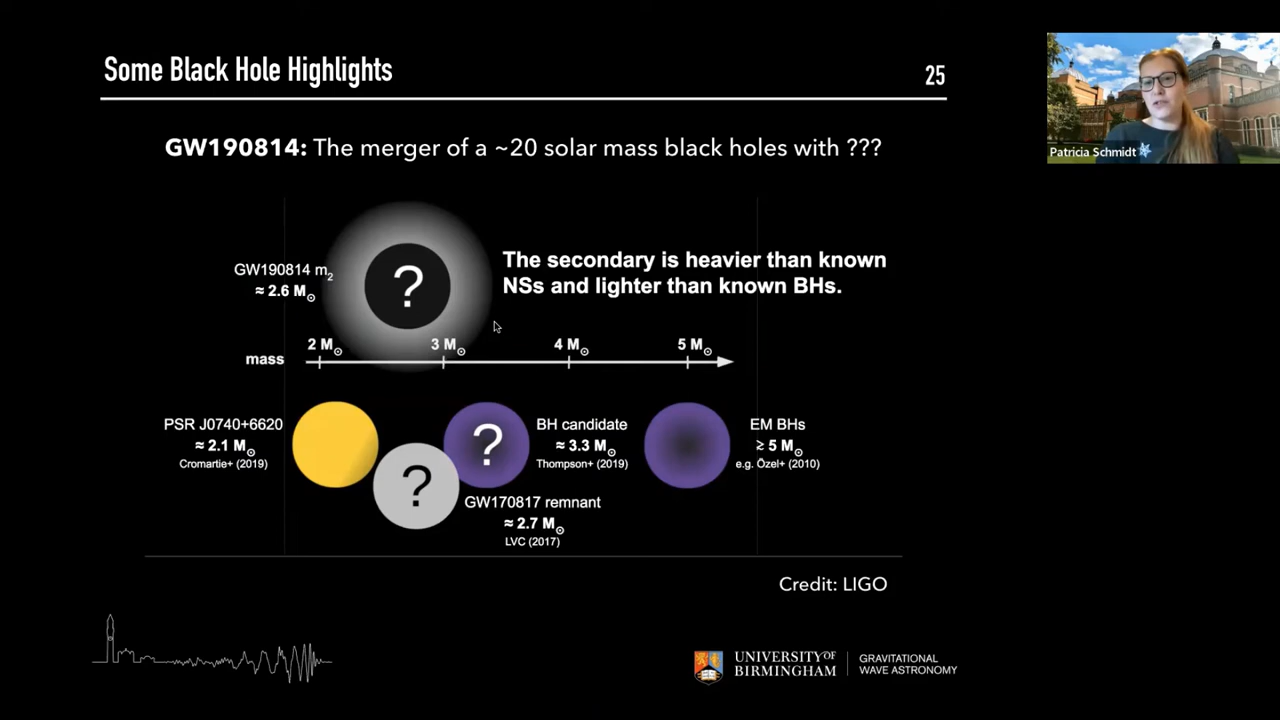 Some Black Hole Highlights
25
Patricia Schmidt
GW190814: The merger of a ~20 solar mass black holes with ???
GW190814 m₂
≈ 2.6 M⊙
?
The secondary is heavier than known
NSs and lighter than known BHs.
mass
2 M⊙
3 M⊙
4 M⊙
5 M⊙
PSR J0740+6620
≈ 2.1 M⊙
Cromartie+ (2019)
?
?
BH candidate
≈ 3.3 M⊙
Thompson+ (2019)
EM BHs
≥ 5 M⊙
e.g. Özel+ (2010)
GW170817 remnant
≈ 2.7 M⊙
LVC (2017)
Credit: LIGO
UNIVERSITY OF
BIRMINGHAM
GRAVITATIONAL
WAVE ASTRONOMY